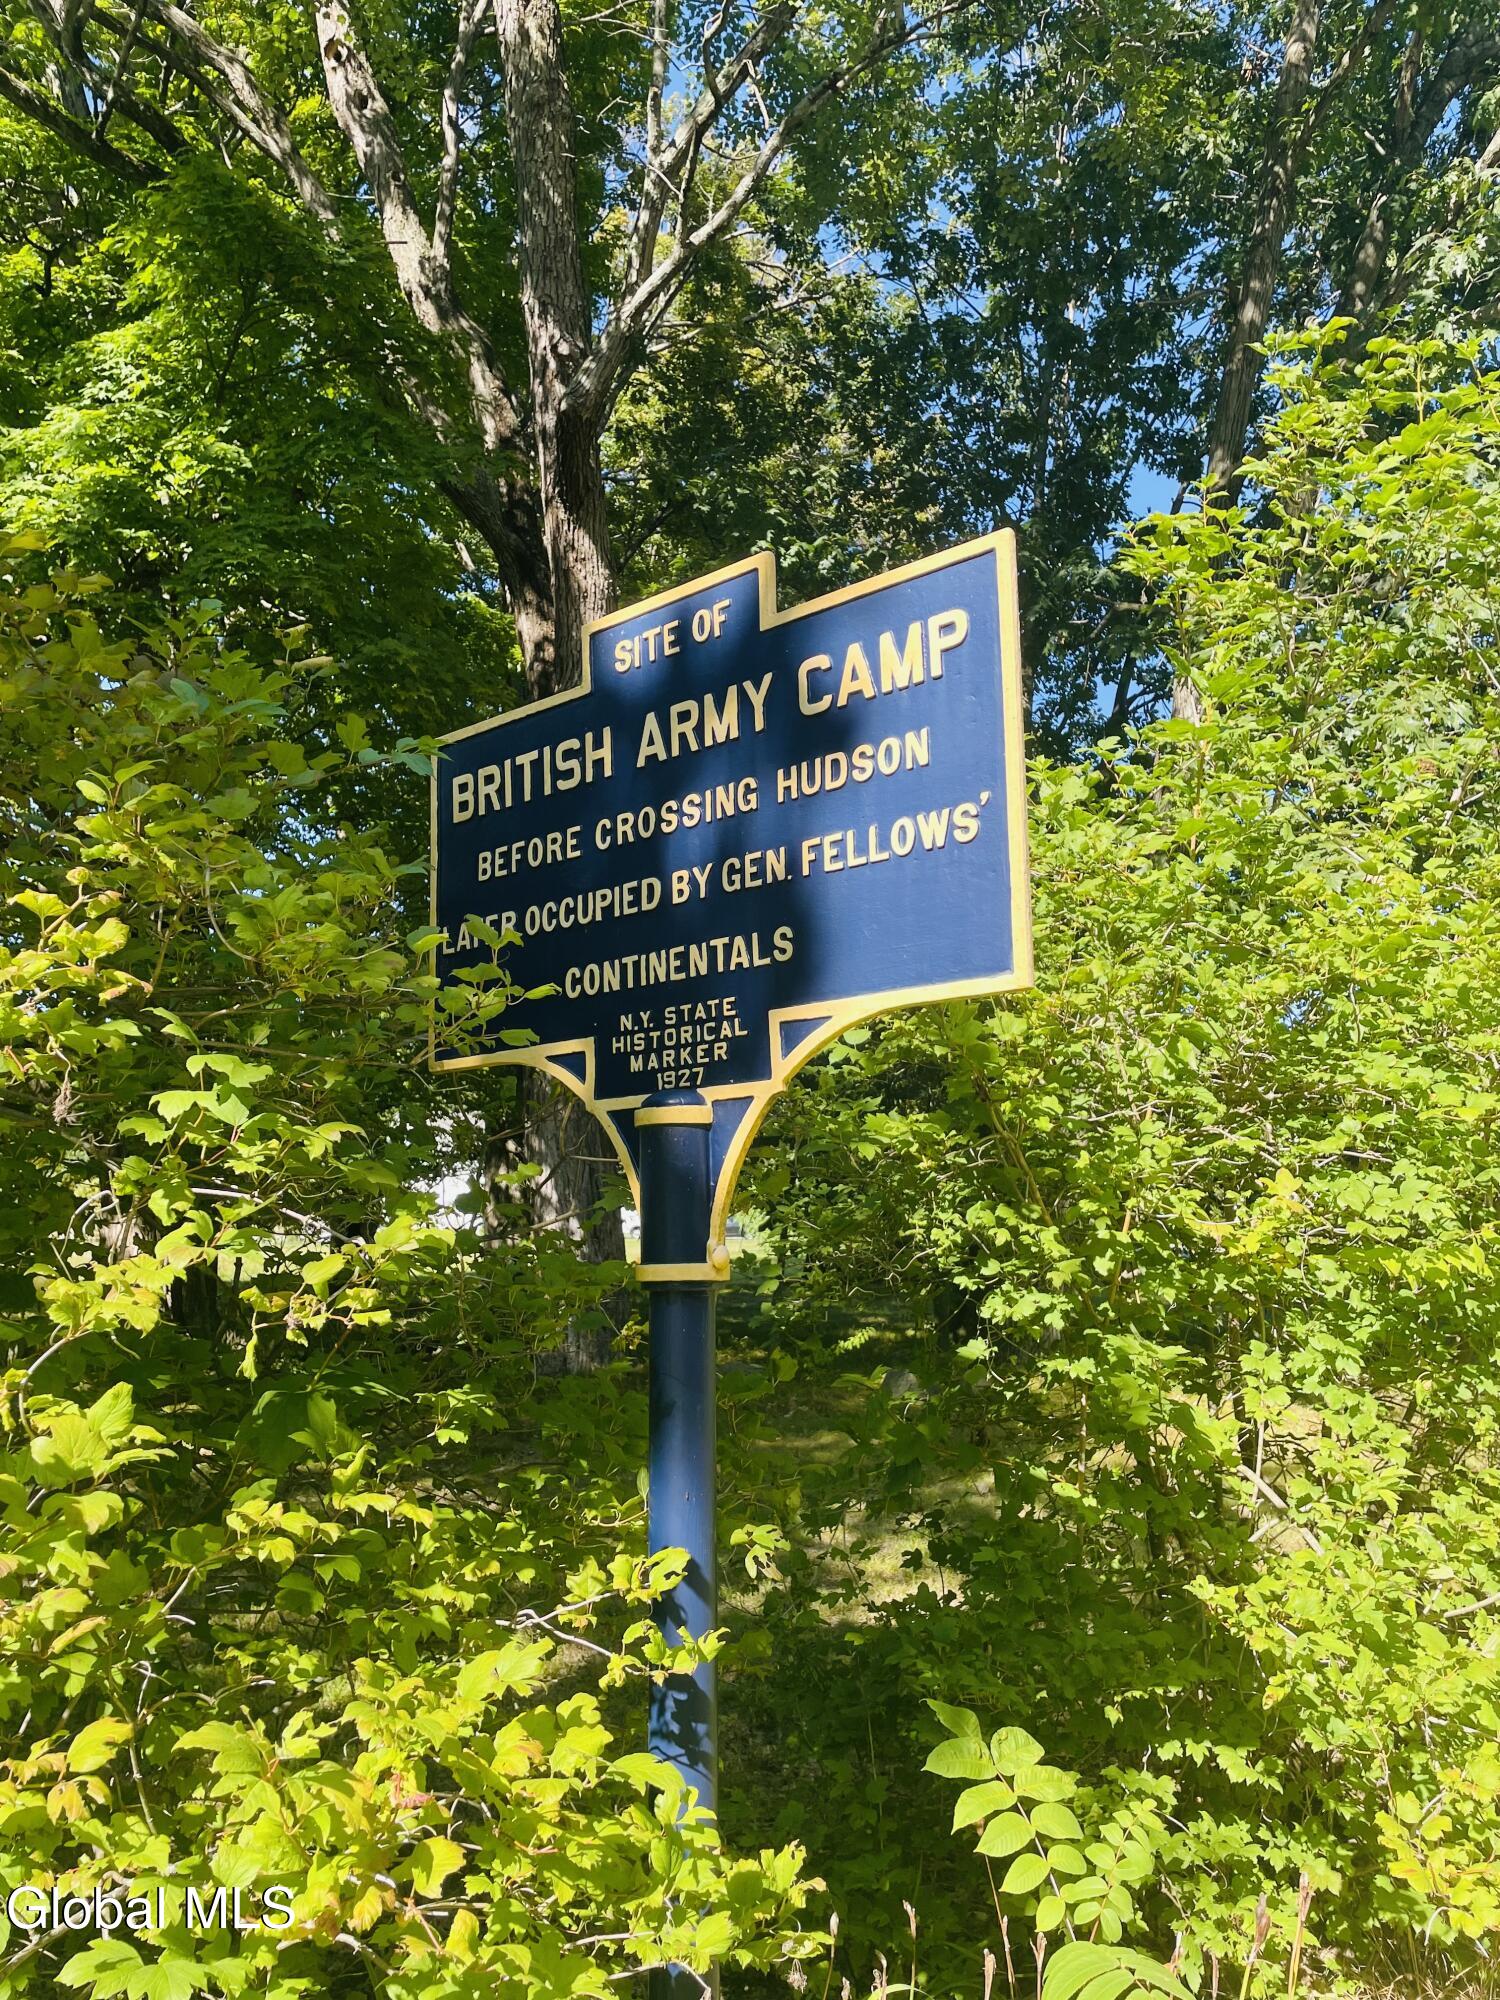 SITE OF
BRITISH ARMY CAMP
BEFORE CROSSING HUDSON
LATER OCCUPIED BY GEN. FELLOWS'
CONTINENTALS
N.Y. STATE
HISTORICAL
MARKER
1927
Global MLS